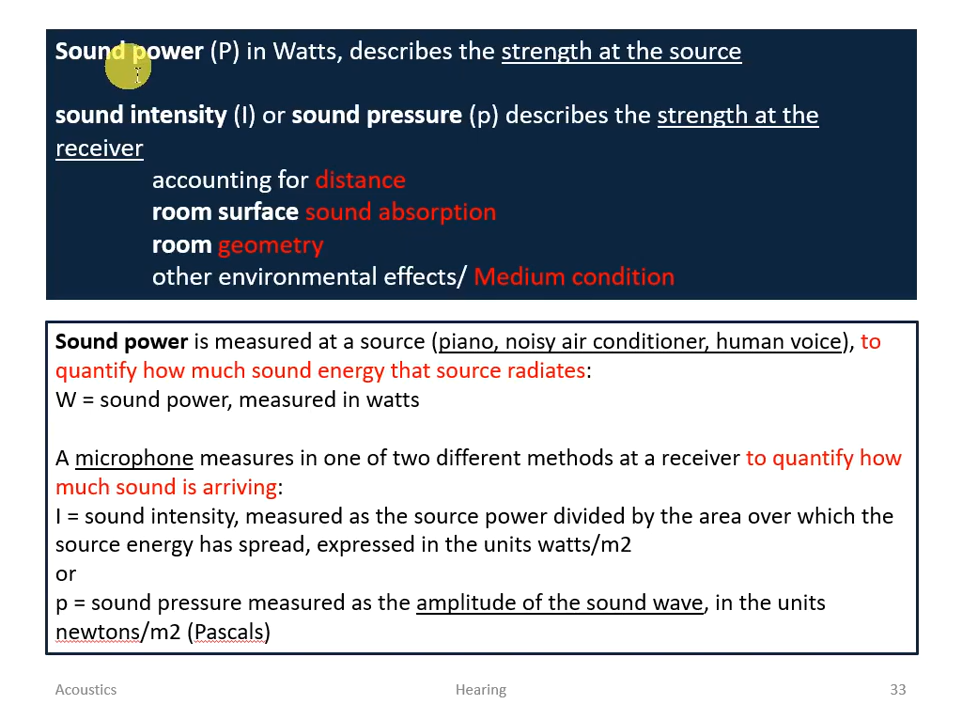 Sound power (P) in Watts, describes the strength at the source
sound intensity (I) or sound pressure (p) describes the strength at the
receiver
accounting for distance
room surface sound absorption
room geometry
other environmental effects/ Medium condition
Sound power is measured at a source (piano, noisy air conditioner, human voice), to
quantify how much sound energy that source radiates:
W = sound power, measured in watts
A microphone measures in one of two different methods at a receiver to quantify how
much sound is arriving:
I = sound intensity, measured as the source power divided by the area over which the
source energy has spread, expressed in the units watts/m2
or
p = sound pressure measured as the amplitude of the sound wave, in the units
newtons/m2 (Pascals)
Acoustics Hearing 33